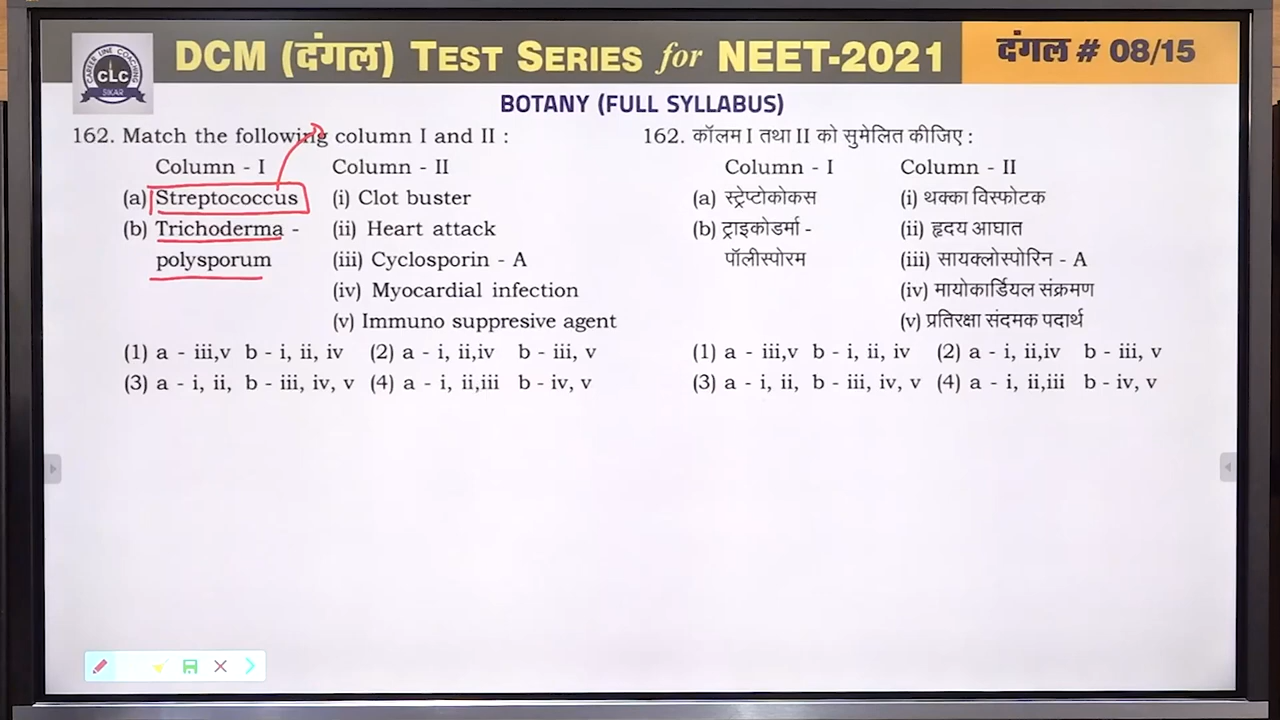 CAREER LINE COACHING
CLC
SIKAR
DCM (दंगल) TEST SERIES for NEET-2021
दंगल # 08/15
BOTANY (FULL SYLLABUS)
162. Match the following column I and II :
Column - I Column - II
(a) Streptococcus (i) Clot buster
(b) Trichoderma - (ii) Heart attack
polysporum (iii) Cyclosporin - A
(iv) Myocardial infection
(v) Immuno suppresive agent
(1) a - iii,v b - i, ii, iv (2) a - i, ii,iv b - iii, v
(3) a - i, ii, b - iii, iv, v (4) a - i, ii,iii b - iv, v
162. कॉलम I तथा II को सुमेलित कीजिए :
Column - I Column - II
(a) स्ट्रेप्टोकोकस (i) थक्का विस्फोटक
(b) ट्राइकोडर्मा - (ii) हृदय आघात
पॉलीस्पोरम (iii) सायक्लोस्पोरिन - A
(iv) मायोकार्डियल संक्रमण
(v) प्रतिरक्षा संदमक पदार्थ
(1) a - iii,v b - i, ii, iv (2) a - i, ii,iv b - iii, v
(3) a - i, ii, b - iii, iv, v (4) a - i, ii,iii b - iv, v